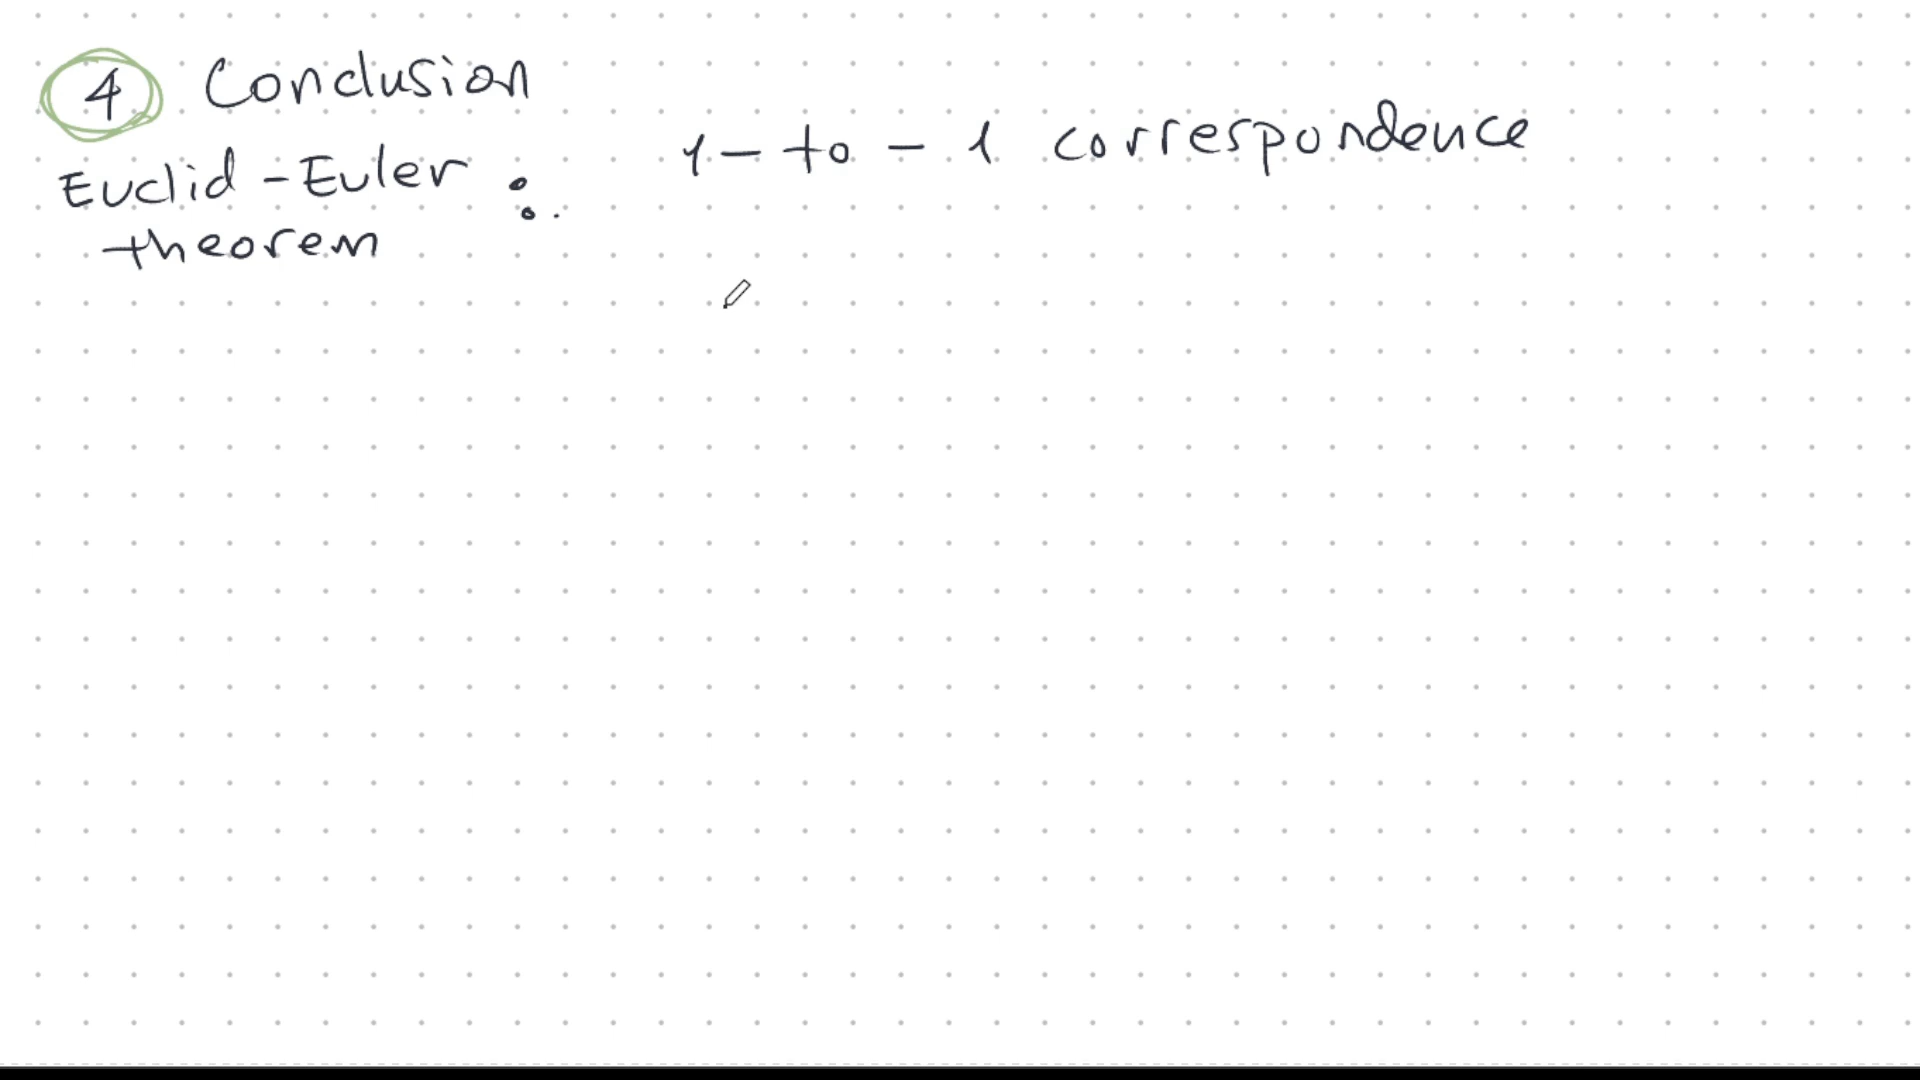 4 Conclusion
Euclid - Euler : 1 - to - 1 correspondence
theorem